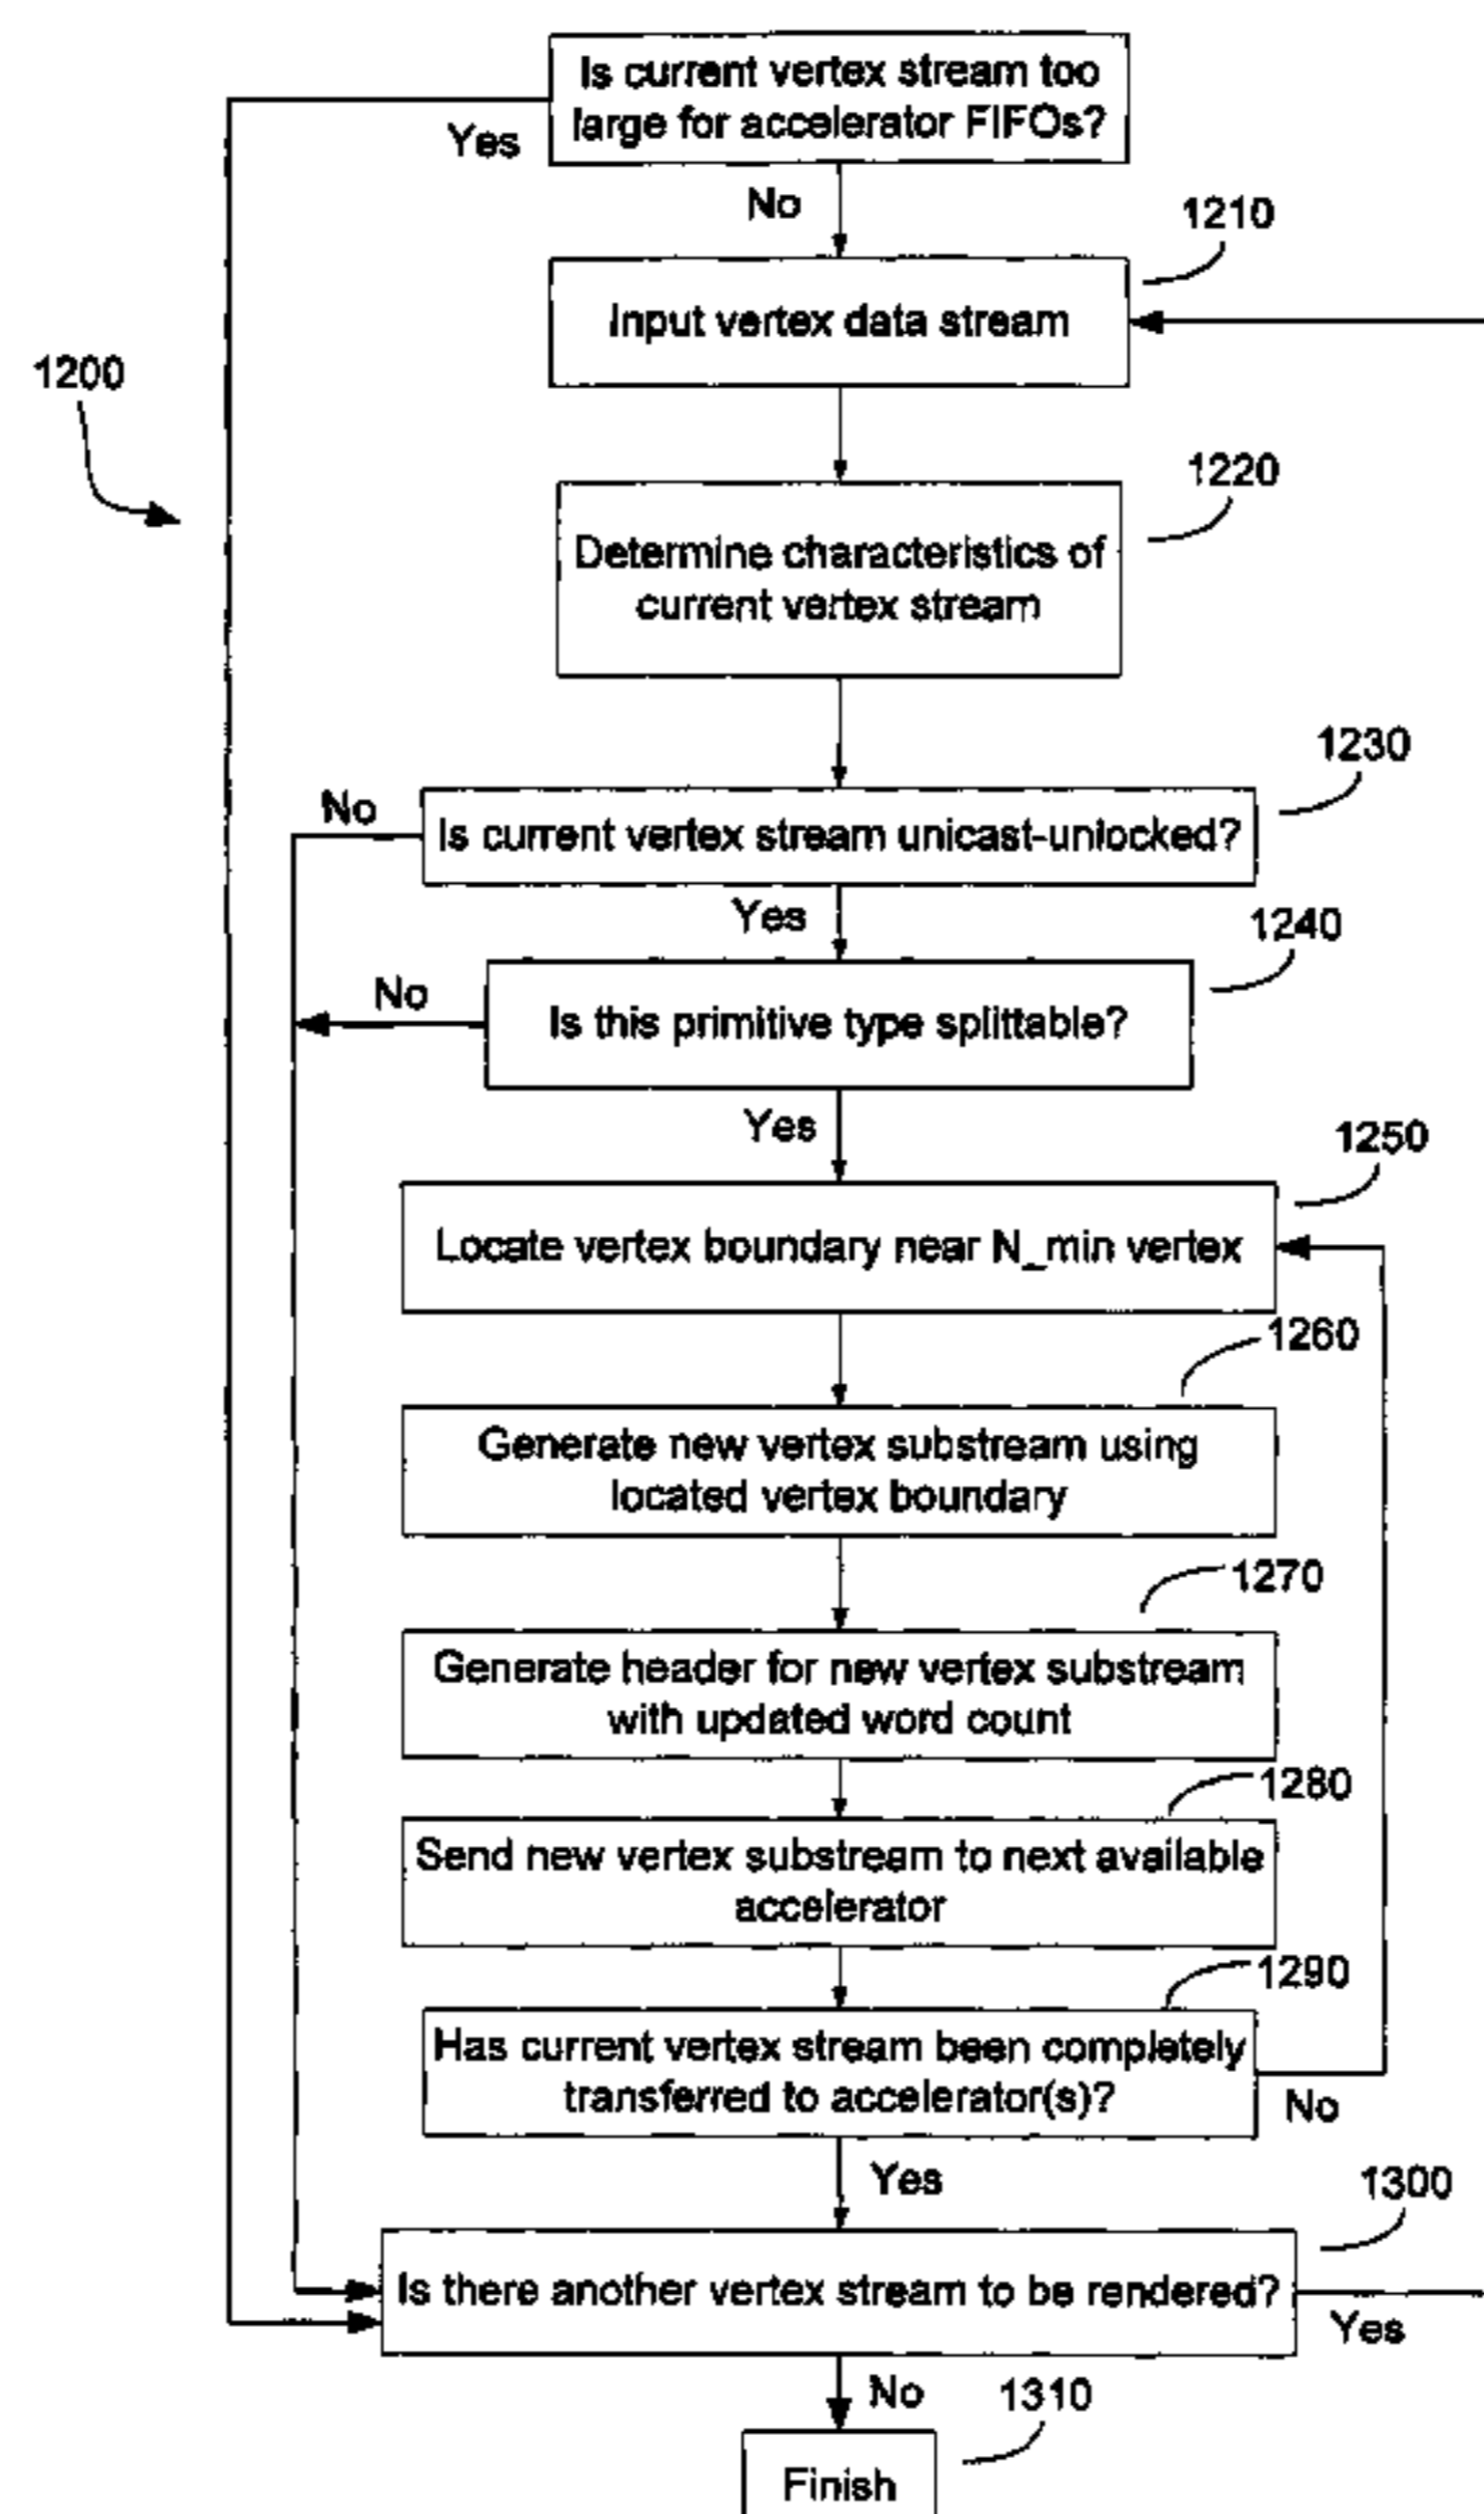 Is current vertex stream too
large for accelerator FIFOs?
Yes
No
1210
Input vertex data stream
1200
1220
Determine characteristics of
current vertex stream
1230
No
Is current vertex stream unicast-unlocked?
Yes
1240
No
Is this primitive type splittable?
Yes
1250
Locate vertex boundary near N_min vertex
1260
Generate new vertex substream using
located vertex boundary
1270
Generate header for new vertex substream
with updated word count
1280
Send new vertex substream to next available
accelerator
1290
Has current vertex stream been completely
transferred to accelerator(s)?
No
Yes
1300
Is there another vertex stream to be rendered?
Yes
No
1310
Finish